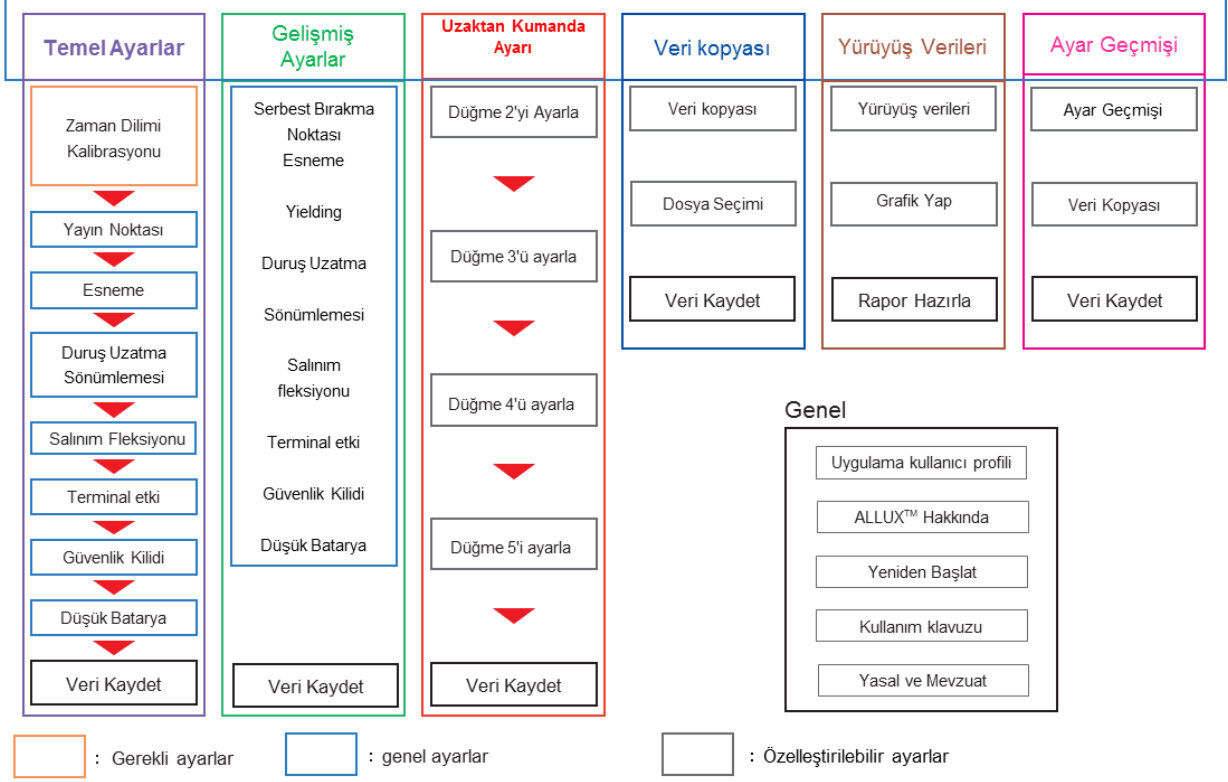 Temel Ayarlar
Zaman Dilimi
Kalibrasyonu
Yayın Noktası
Esneme
Duruş Uzatma
Sönümlemesi
Salınım Fleksiyonu
Terminal etki
Güvenlik Kilidi
Düşük Batarya
Veri Kaydet
Gelişmiş
Ayarlar
Serbest Bırakma
Noktası
Esneme
Yielding
Duruş Uzatma
Sönümlemesi
Salınım
fleksiyonu
Terminal etki
Güvenlik Kilidi
Düşük Batarya
Veri Kaydet
Uzaktan Kumanda
Ayarı
Düğme 2'yi Ayarla
Düğme 3'ü ayarla
Düğme 4'ü ayarla
Düğme 5'i ayarla
Veri Kaydet
Veri kopyası
Veri kopyası
Dosya Seçimi
Veri Kaydet
Yürüyüş Verileri
Yürüyüş verileri
Grafik Yap
Rapor Hazırla
Ayar Geçmişi
Ayar Geçmişi
Veri Kopyası
Veri Kaydet
Genel
Uygulama kullanıcı profili
ALLUX™ Hakkında
Yeniden Başlat
Kullanım klavuzu
Yasal ve Mevzuat
: Gerekli ayarlar
: genel ayarlar
: Özelleştirilebilir ayarlar